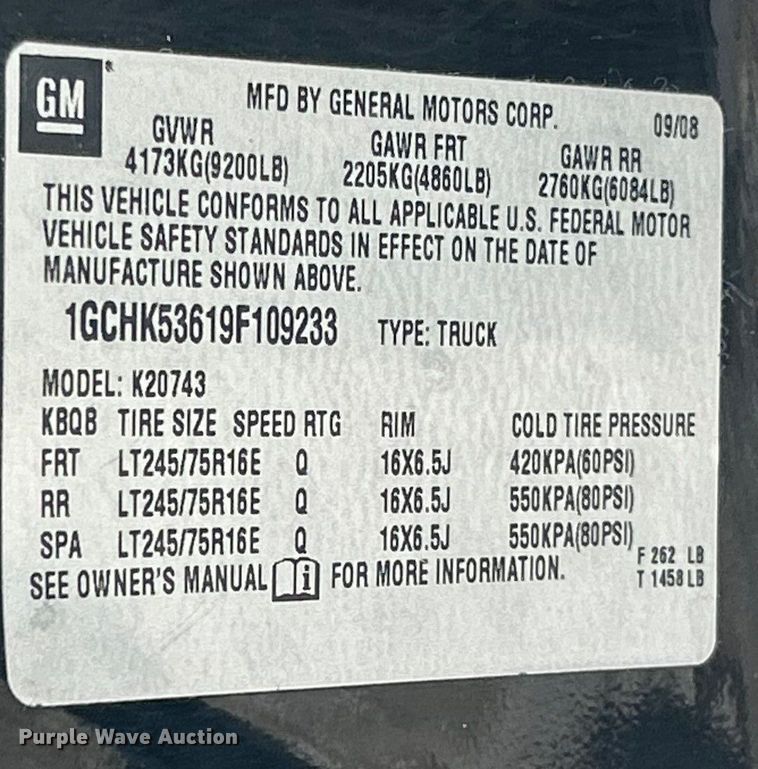 GM
MFD BY GENERAL MOTORS CORP. 09/08
GVWR GAWR FRT GAWR RR
4173KG(9200LB) 2205KG(4860LB) 2760KG(6084LB)
THIS VEHICLE CONFORMS TO ALL APPLICABLE U.S. FEDERAL MOTOR
VEHICLE SAFETY STANDARDS IN EFFECT ON THE DATE OF
MANUFACTURE SHOWN ABOVE.
1GCHK53619F109233 TYPE: TRUCK
MODEL: K20743
KBQB TIRE SIZE SPEED RTG RIM COLD TIRE PRESSURE
FRT LT245/75R16E Q 16X6.5J 420KPA(60PSI)
RR LT245/75R16E Q 16X6.5J 550KPA(80PSI)
SPA LT245/75R16E Q 16X6.5J 550KPA(80PSI)
SEE OWNER'S MANUAL i FOR MORE INFORMATION.
F 262 LB
T 1458 LB
Purple Wave Auction